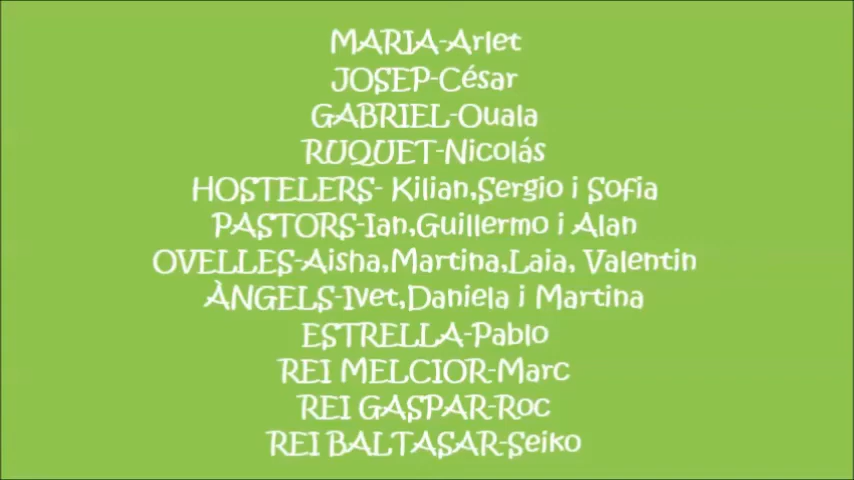 MARIA-Arlet
JOSEP-César
GABRIEL-Ouala
RUQUET-Nicolás
HOSTELERS- Kilian,Sergio i Sofia
PASTORS-Ian,Guillermo i Alan
OVELLES-Aisha,Martina,Laia, Valentin
ÀNGELS-Ivet,Daniela i Martina
ESTRELLA-Pablo
REI MELCIOR-Marc
REI GASPAR-Roc
REI BALTASAR-Seiko